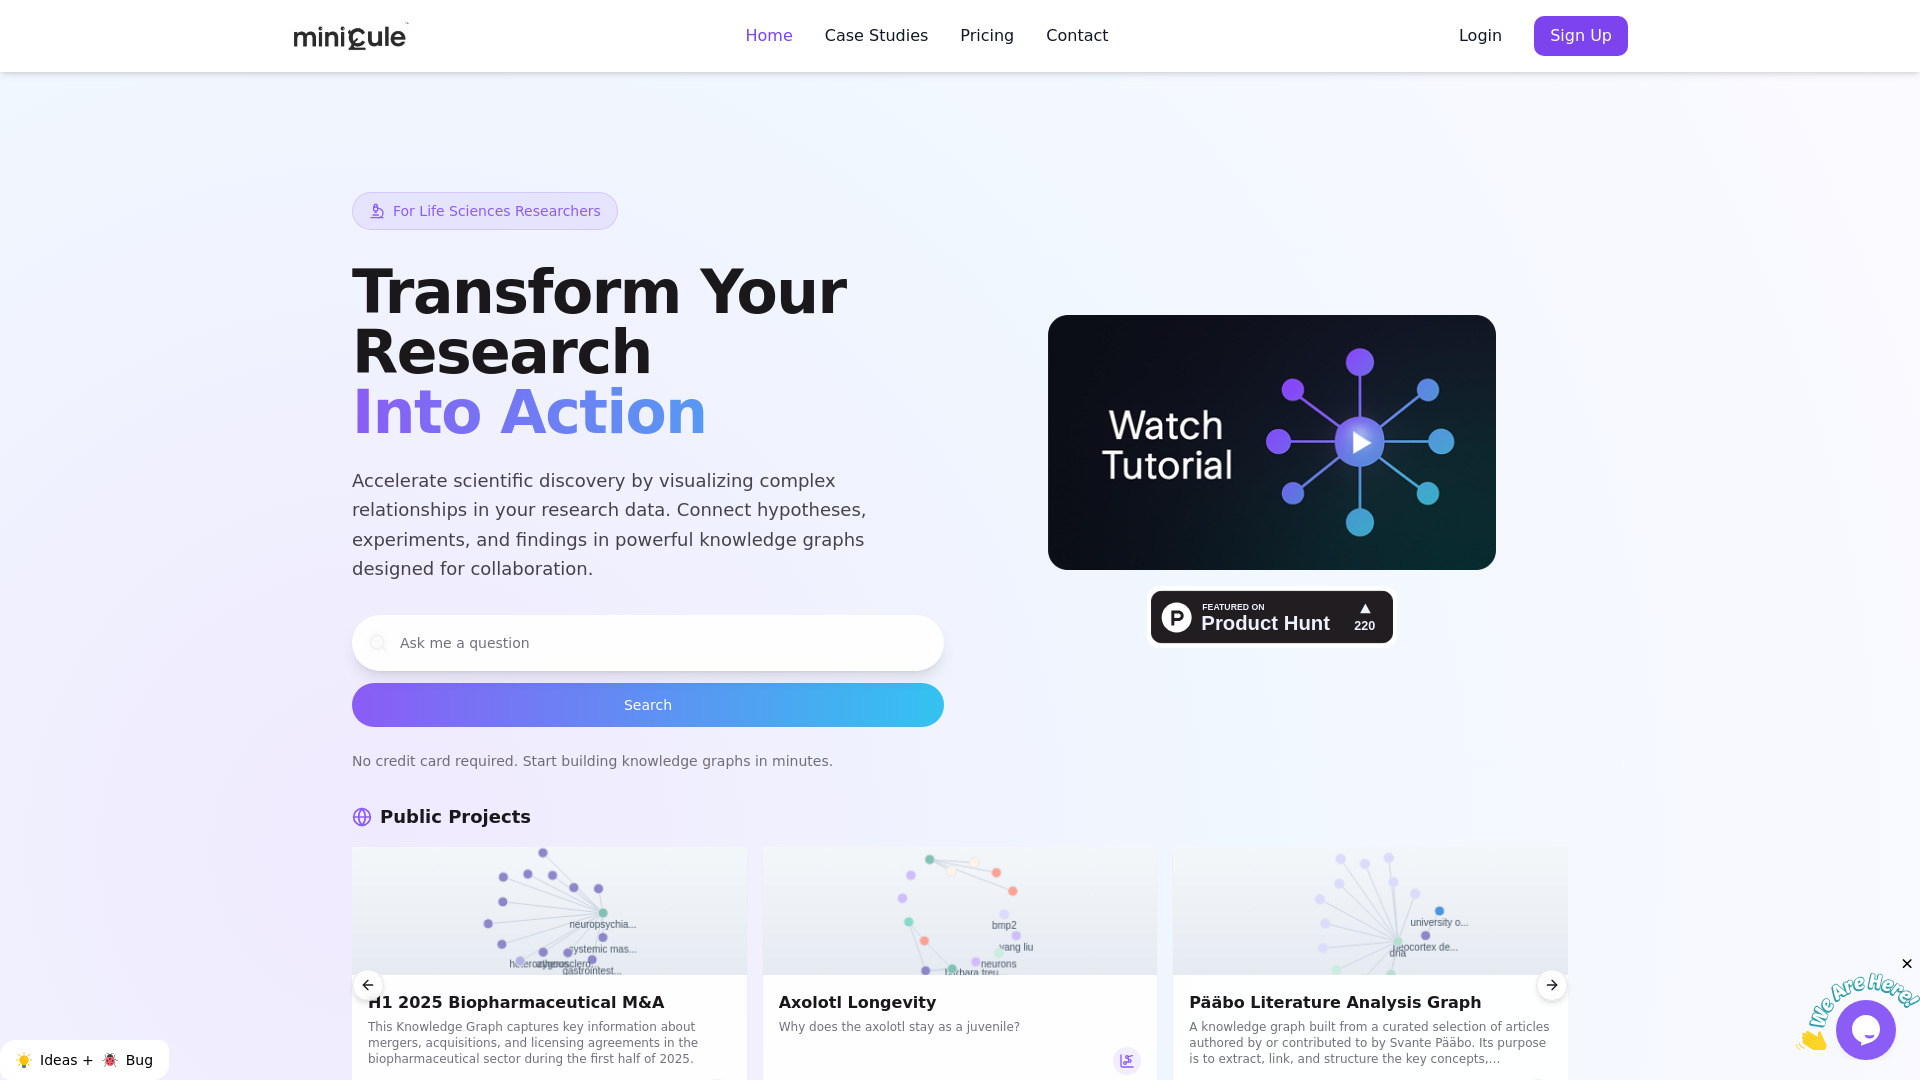 minicule
Home
Case Studies
Pricing
Contact
Login
Sign Up
For Life Sciences Researchers
Transform Your
Research
Into Action
Accelerate scientific discovery by visualizing complex
relationships in your research data. Connect hypotheses,
experiments, and findings in powerful knowledge graphs
designed for collaboration.
Ask me a question
Search
No credit card required. Start building knowledge graphs in minutes.
Watch
Tutorial
FEATURED ON
Product Hunt
220
Public Projects
neuropsychia...
systemic mas...
gastrointest...
H1 2025 Biopharmaceutical M&A
This Knowledge Graph captures key information about
mergers, acquisitions, and licensing agreements in the
biopharmaceutical sector during the first half of 2025.
bmp2
yang liu
neurons
barbara treu
Axolotl Longevity
Why does the axolotl stay as a juvenile?
university o...
neocortex de...
dna
Pääbo Literature Analysis Graph
A knowledge graph built from a curated selection of articles
authored by or contributed to by Svante Pääbo. Its purpose
is to extract, link, and structure the key concepts,...
We Are Here!
Ideas + Bug